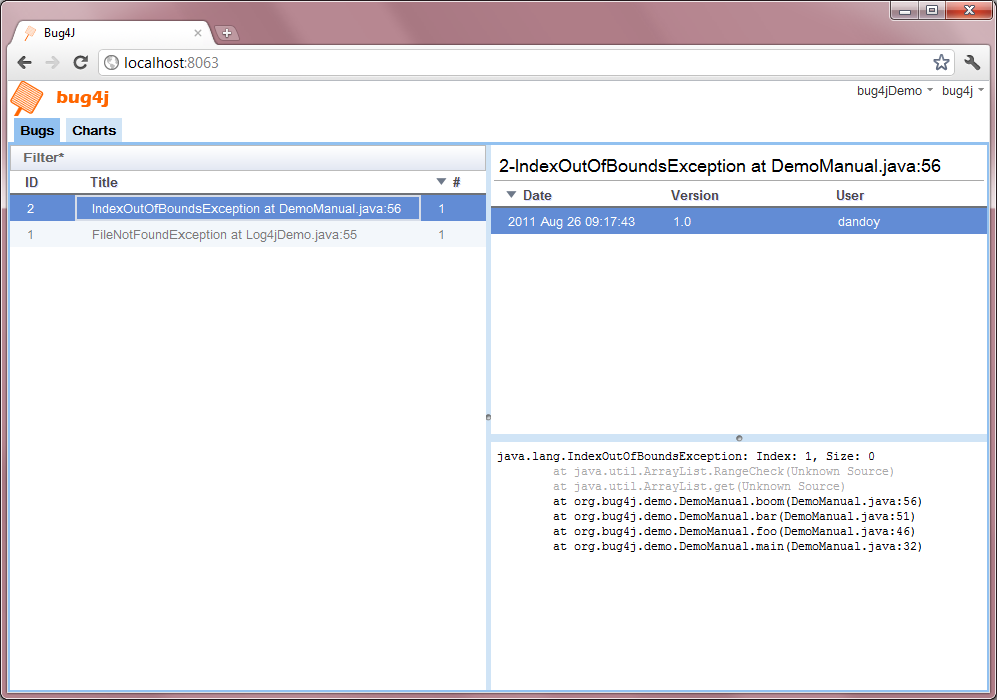 Bug4J
localhost:8063
bug4j
bug4jDemo bug4j
Bugs Charts
Filter*
ID Title #
2 IndexOutOfBoundsException at DemoManual.java:56 1
1 FileNotFoundException at Log4jDemo.java:55 1
2-IndexOutOfBoundsException at DemoManual.java:56
Date Version User
2011 Aug 26 09:17:43 1.0 dandoy
java.lang.IndexOutOfBoundsException: Index: 1, Size: 0
at java.util.ArrayList.RangeCheck(Unknown Source)
at java.util.ArrayList.get(Unknown Source)
at org.bug4j.demo.DemoManual.boom(DemoManual.java:56)
at org.bug4j.demo.DemoManual.bar(DemoManual.java:51)
at org.bug4j.demo.DemoManual.foo(DemoManual.java:46)
at org.bug4j.demo.DemoManual.main(DemoManual.java:32)